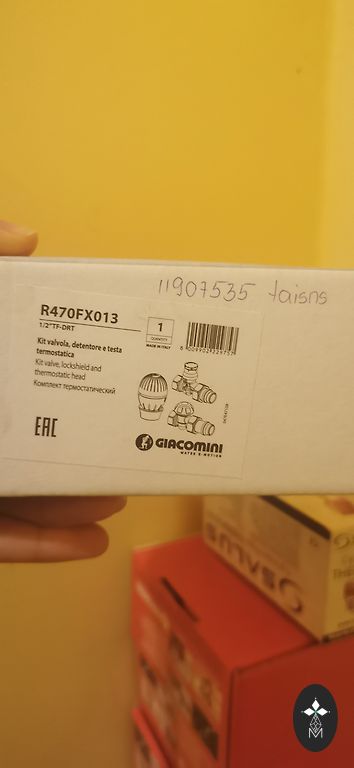 11907535 taisns
R470FX013
1/2"TF-DRT
1
QUANTITY
MADE IN ITALY
Kit valvola, detentore e testa
termostatica
Kit valve, lockshield and
thermostatic head
Комплект термостатический
EAC
GIACOMINI
WATER E-MOTION
SALUS
M